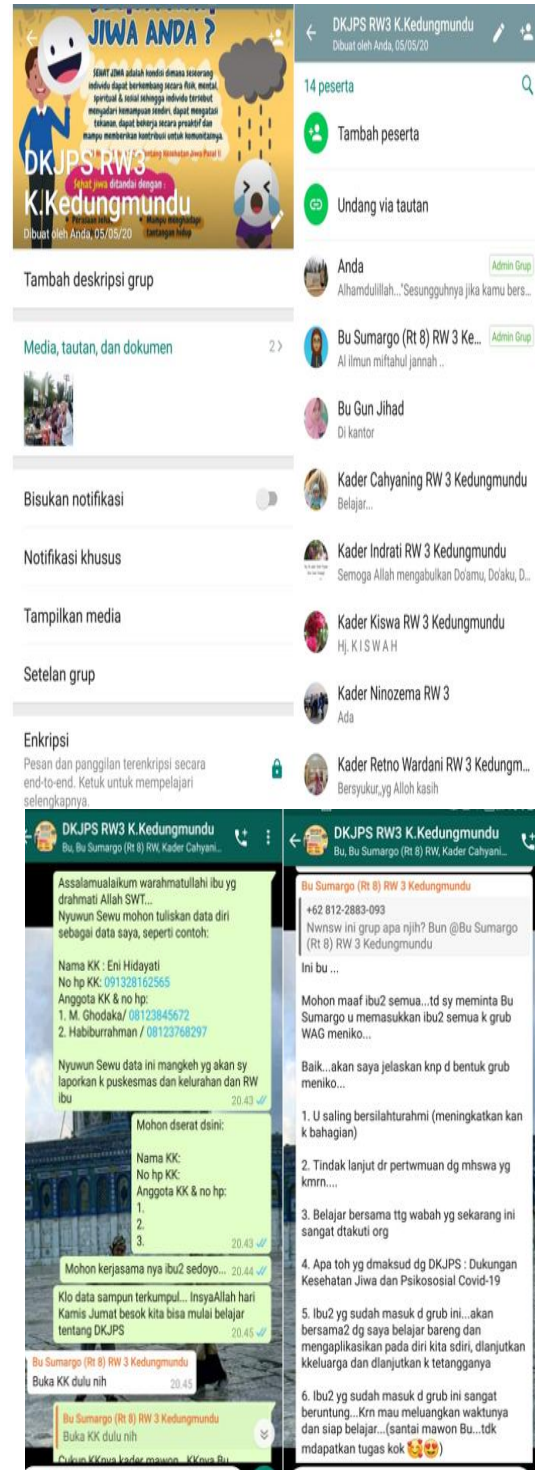 JIWA ANDA ?
SEHAT JIWA adalah kondisi dimana seseorang
individu dapat berkembang secara fisik, mental,
spiritual & sosial sehingga individu tersebut
menyadari kemampuan sendiri, dapat mengatasi
tekanan, dapat bekerja secara proaktif dan
mampu memberikan kontribusi untuk komunitasnya.
Sehat jiwa ditandai dengan :
DKJPS RW3
K.Kedungmundu
Dibuat oleh Anda, 05/05/20
Tambah deskripsi grup
Media, tautan, dan dokumen
2 >
Bisukan notifikasi
Notifikasi khusus
Tampilkan media
Setelan grup
Enkripsi
Pesan dan panggilan terenkripsi secara
end-to-end. Ketuk untuk mempelajari
selengkapnya.
DKJPS RW3 K.Kedungmundu
Dibuat oleh Anda, 05/05/20
14 peserta
Tambah peserta
Undang via tautan
Anda
Admin Grup
Alhamdulillah..."Sesungguhnya jika kamu bers...
Bu Sumargo (Rt 8) RW 3 Ke...
Admin Grup
Al ilmun miftahul jannah ..
Bu Gun Jihad
Di kantor
Kader Cahyaning RW 3 Kedungmundu
Belajar...
Kader Indrati RW 3 Kedungmundu
Semoga Allah mengabulkan Do'amu, Do'aku, D...
Kader Kiswa RW 3 Kedungmundu
Hj. K I S W A H
Kader Ninozema RW 3
Ada
Kader Retno Wardani RW 3 Kedungm...
Bersyukur,,yg Alloh kasih
DKJPS RW3 K.Kedungmundu
Bu, Bu Sumargo (Rt 8) RW, Kader Cahyani...
Assalamualaikum warahmatullahi ibu yg
drahmati Allah SWT...
Nyuwun Sewu mohon tuliskan data diri
sebagai data saya, seperti contoh:
Nama KK : Eni Hidayati
No hp KK: 091328162565
Anggota KK & no hp:
1. M. Ghodaka/ 08123845672
2. Habiburrahman / 08123768297
Nyuwun Sewu data ini mangkeh yg akan sy
laporkan k puskesmas dan kelurahan dan RW
ibu
20.43
Mohon dserat dsini:
Nama KK:
No hp KK:
Anggota KK & no hp:
1.
2.
3.
20.43
Mohon kerjasama nya ibu2 sedoyo...
20.44
Klo data sampun terkumpul... InsyaAllah hari
Kamis Jumat besok kita bisa mulai belajar
tentang DKJPS
20.45
Bu Sumargo (Rt 8) RW 3 Kedungmundu
Buka KK dulu nih
20.45
Bu Sumargo (Rt 8) RW 3 Kedungmundu
Buka KK dulu nih
Cukup KKnya kader mawon.. KKnya Bu
DKJPS RW3 K.Kedungmundu
Bu, Bu Sumargo (Rt 8) RW, Kader Cahyani...
Bu Sumargo (Rt 8) RW 3 Kedungmundu
+62 812-2883-093
Nwnsw ini grup apa njih? Bun @Bu Sumargo
(Rt 8) RW 3 Kedungmundu
Ini bu ...
Mohon maaf ibu2 semua...td sy meminta Bu
Sumargo u memasukkan ibu2 semua k grub
WAG meniko...
Baik...akan saya jelaskan knp d bentuk grub
meniko...
1. U saling bersilahturahmi (meningkatkan kan
k bahagian)
2. Tindak lanjut dr pertwmuan dg mhswa yg
kmrn....
3. Belajar bersama ttg wabah yg sekarang ini
sangat dtakuti org
4. Apa toh yg dmaksud dg DKJPS : Dukungan
Kesehatan Jiwa dan Psikososial Covid-19
5. Ibu2 yg sudah masuk d grub ini...akan
bersama2 dg saya belajar bareng dan
mengaplikasikan pada diri kita sdiri, dlanjutkan
kkeluarga dan dlanjutkan k tetangganya
6. Ibu2 yg sudah masuk d grub ini sangat
beruntung...Krn mau meluangkan waktunya
dan siap belajar...(santai mawon Bu...tdk
mdapatkan tugas kok 🥰😍)